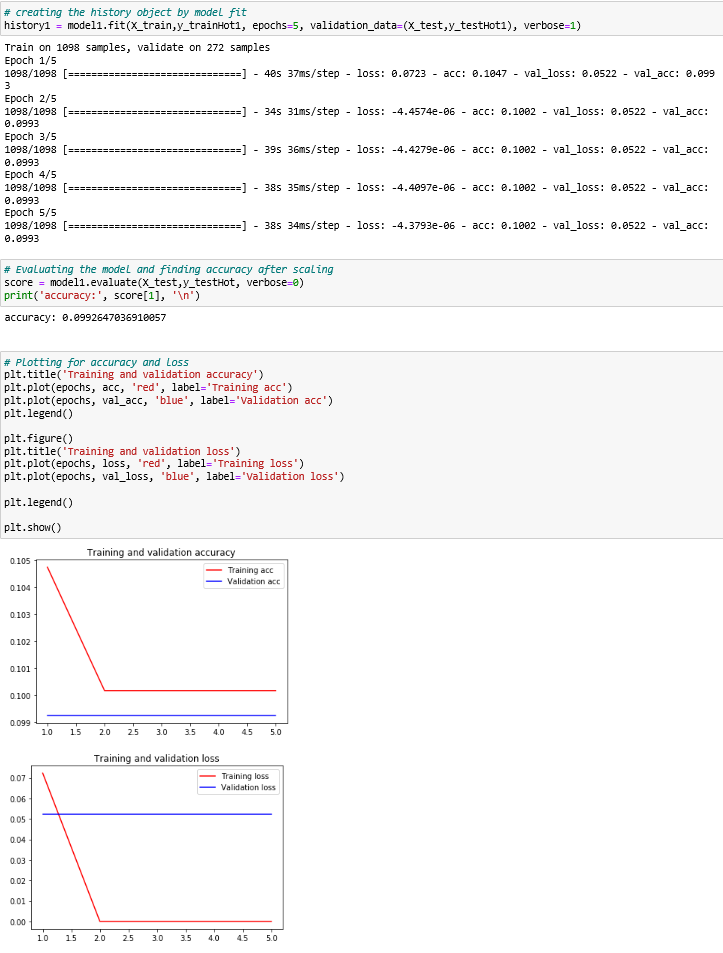 # creating the history object by model fit
history1 = model1.fit(X_train,y_trainHot1, epochs=5, validation_data=(X_test,y_testHot1), verbose=1)
Train on 1098 samples, validate on 272 samples
Epoch 1/5
1098/1098 [==============================] - 40s 37ms/step - loss: 0.0723 - acc: 0.1047 - val_loss: 0.0522 - val_acc: 0.099
3
Epoch 2/5
1098/1098 [==============================] - 34s 31ms/step - loss: -4.4574e-06 - acc: 0.1002 - val_loss: 0.0522 - val_acc:
0.0993
Epoch 3/5
1098/1098 [==============================] - 39s 36ms/step - loss: -4.4279e-06 - acc: 0.1002 - val_loss: 0.0522 - val_acc:
0.0993
Epoch 4/5
1098/1098 [==============================] - 38s 35ms/step - loss: -4.4097e-06 - acc: 0.1002 - val_loss: 0.0522 - val_acc:
0.0993
Epoch 5/5
1098/1098 [==============================] - 38s 34ms/step - loss: -4.3793e-06 - acc: 0.1002 - val_loss: 0.0522 - val_acc:
0.0993
# Evaluating the model and finding accuracy after scaling
score = model1.evaluate(X_test,y_testHot, verbose=0)
print('accuracy:', score[1], '\n')
accuracy: 0.0992647036910057
# Plotting for accuracy and loss
plt.title('Training and validation accuracy')
plt.plot(epochs, acc, 'red', label='Training acc')
plt.plot(epochs, val_acc, 'blue', label='Validation acc')
plt.legend()
plt.figure()
plt.title('Training and validation loss')
plt.plot(epochs, loss, 'red', label='Training loss')
plt.plot(epochs, val_loss, 'blue', label='Validation loss')
plt.legend()
plt.show()
Training and validation accuracy
0.105
0.104
0.103
0.102
0.101
0.100
0.099
Training acc
Validation acc
1.0 1.5 2.0 2.5 3.0 3.5 4.0 4.5 5.0
Training and validation loss
0.07
0.06
0.05
0.04
0.03
0.02
0.01
0.00
Training loss
Validation loss
1.0 1.5 2.0 2.5 3.0 3.5 4.0 4.5 5.0